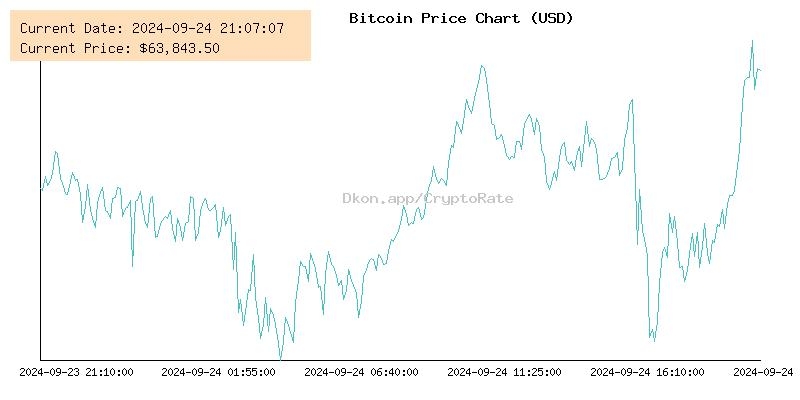 Bitcoin Price Chart (USD)
Current Date: 2024-09-24 21:07:07
Current Price: $63,843.50
Dkon.app/CryptoRate
2024-09-23 21:10:00
2024-09-24 01:55:00
2024-09-24 06:40:00
2024-09-24 11:25:00
2024-09-24 16:10:00
2024-09-24